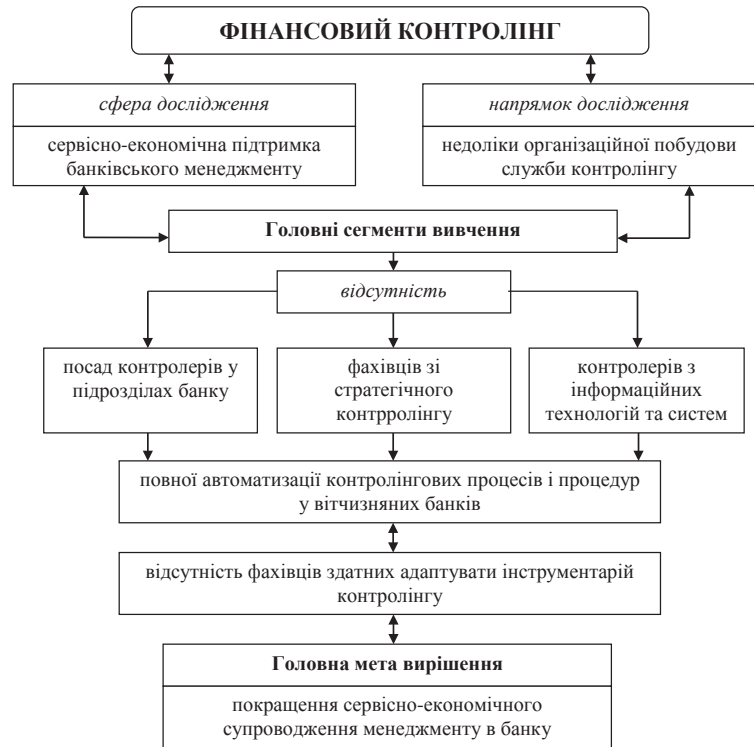 ФІНАНСОВИЙ КОНТРОЛІНГ
сфера дослідження
сервісно-економічна підтримка
банківського менеджменту
напрямок дослідження
недоліки організаційної побудови
служби контролінгу
Головні сегменти вивчення
відсутність
посад контролерів у
підрозділах банку
фахівців зі
стратегічного
контрролінгу
контролерів з
інформаційних
технологій та систем
повної автоматизації контролінгових процесів і процедур
у вітчизняних банків
відсутність фахівців здатних адаптувати інструментарій
контролінгу
Головна мета вирішення
покращення сервісно-економічного
супроводження менеджменту в банку